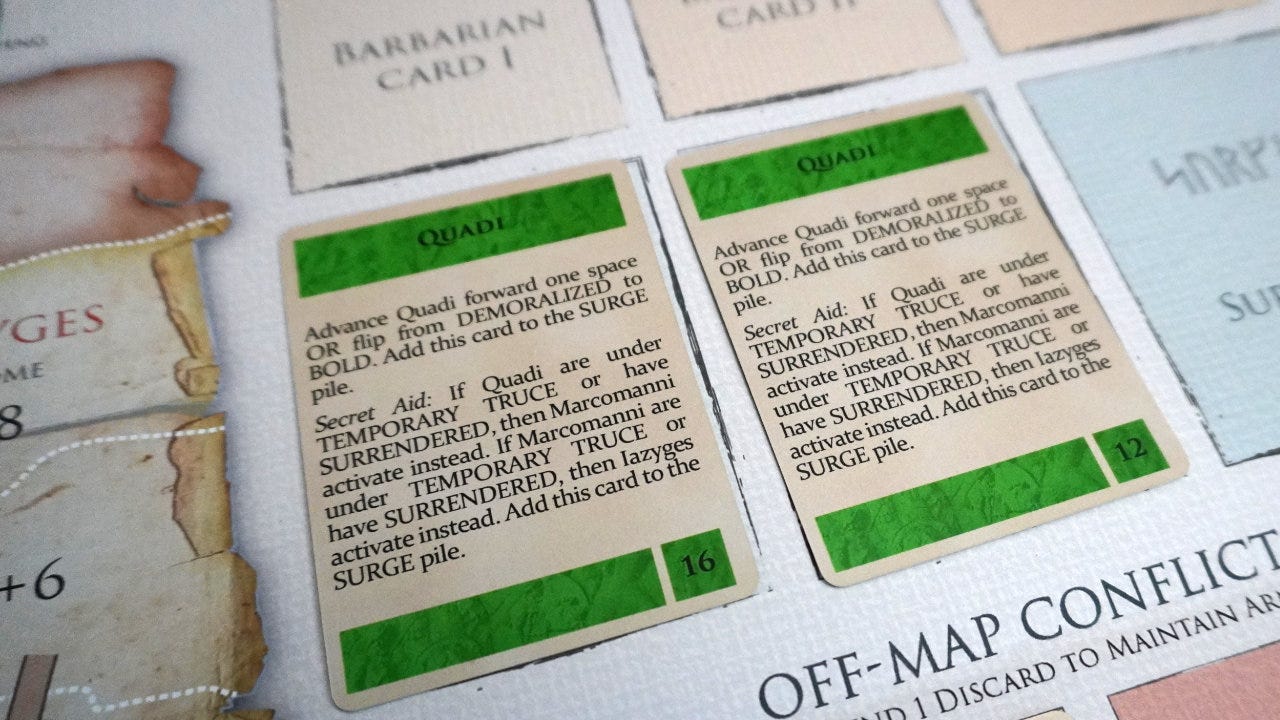 BARBARIAN
CARD I
CARD II
QUADI
Advance Quadi forward one space
OR flip from DEMORALIZED to
BOLD. Add this card to the SURGE
pile.
Secret Aid: If Quadi are under
TEMPORARY TRUCE or have
SURRENDERED, then Marcomanni
activate instead. If Marcomanni are
under TEMPORARY TRUCE or
have SURRENDERED, then Iazyges
activate instead. Add this card to the
SURGE pile.
16
QUADI
Advance Quadi forward one space
OR flip from DEMORALIZED to
BOLD. Add this card to the SURGE
pile.
Secret Aid: If Quadi are under
TEMPORARY TRUCE or have
SURRENDERED, then Marcomanni
activate instead. If Marcomanni are
under TEMPORARY TRUCE or
have SURRENDERED, then Iazyges
activate instead. Add this card to the
SURGE pile.
12
YGES
OME
8
+6
SU
OFF-MAP CONFLICT
ND 1 DISCARD TO MAINTAIN AR